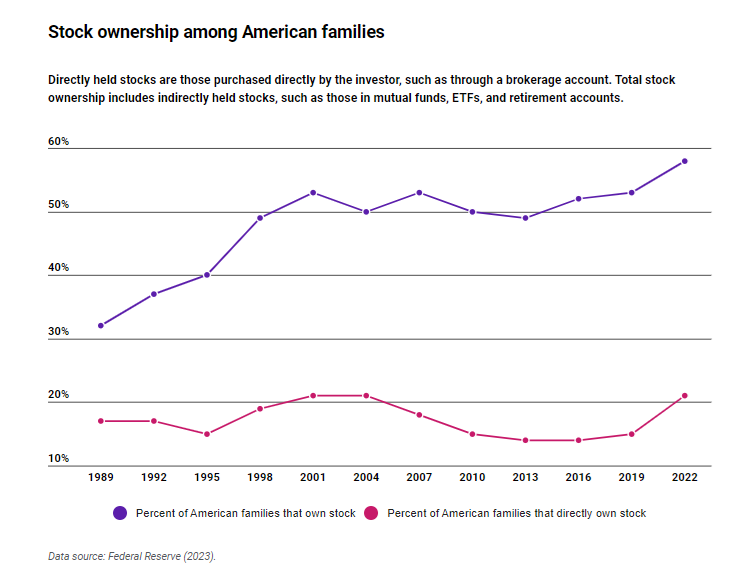 Stock ownership among American families
Directly held stocks are those purchased directly by the investor, such as through a brokerage account. Total stock
ownership includes indirectly held stocks, such as those in mutual funds, ETFs, and retirement accounts.
60%
50%
40%
30%
20%
10%
1989 1992 1995 1998 2001 2004 2007 2010 2013 2016 2019 2022
Percent of American families that own stock Percent of American families that directly own stock
Data source: Federal Reserve (2023).